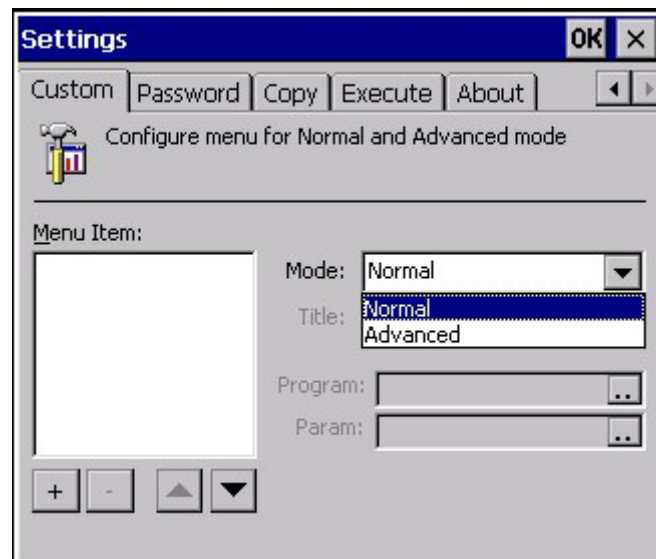 Settings OK
Custom Password Copy Execute About
Configure menu for Normal and Advanced mode
Menu Item:
Mode: Normal
Title: Normal
Advanced
Program: ..
Param: ..
+ -